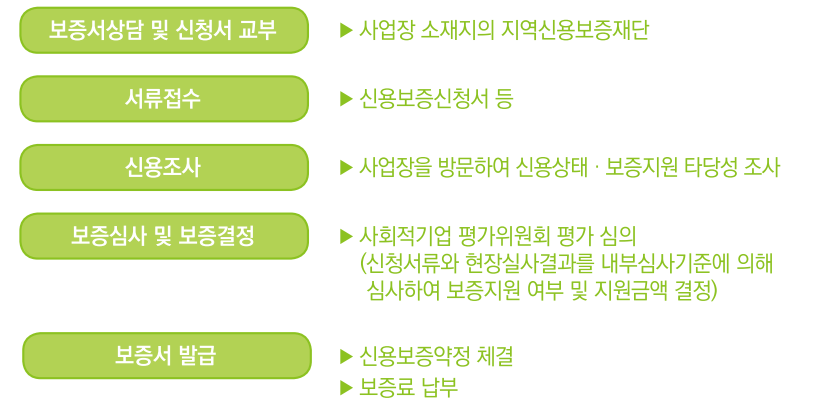 보증서상담 및 신청서 교부 ▶ 사업장 소재지의 지역신용보증재단
서류접수 ▶ 신용보증신청서 등
신용조사 ▶ 사업장을 방문하여 신용상태 · 보증지원 타당성 조사
보증심사 및 보증결정 ▶ 사회적기업 평가위원회 평가 심의
(신청서류와 현장실사결과를 내부심사기준에 의해
심사하여 보증지원 여부 및 지원금액 결정)
보증서 발급 ▶ 신용보증약정 체결
▶ 보증료 납부